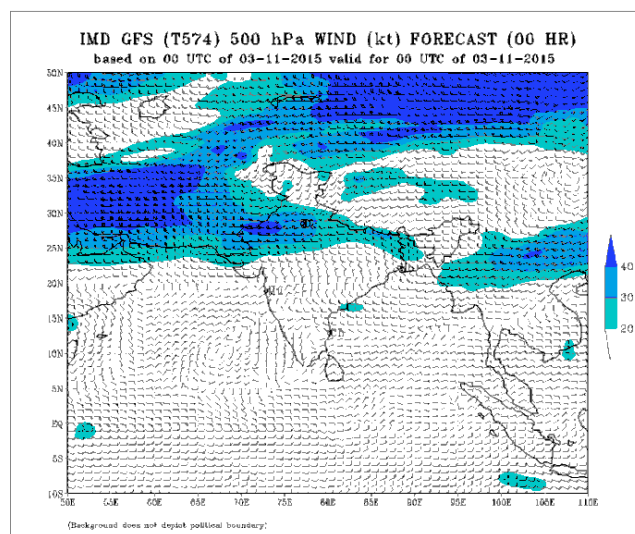 IMD GFS (T574) 500 hPa WIND (kt) FORECAST (00 HR)
based on 00 UTC of 03-11-2015 valid for 00 UTC of 03-11-2015
50N
45N
40N
35N
30N
25N
20N
15N
10N
5N
EQ
5S
10S
50E 55E 60E 65E 70E 75E 80E 85E 90E 95E 100E 105E 110E
40
30
20
(Background does not depict political boundary)